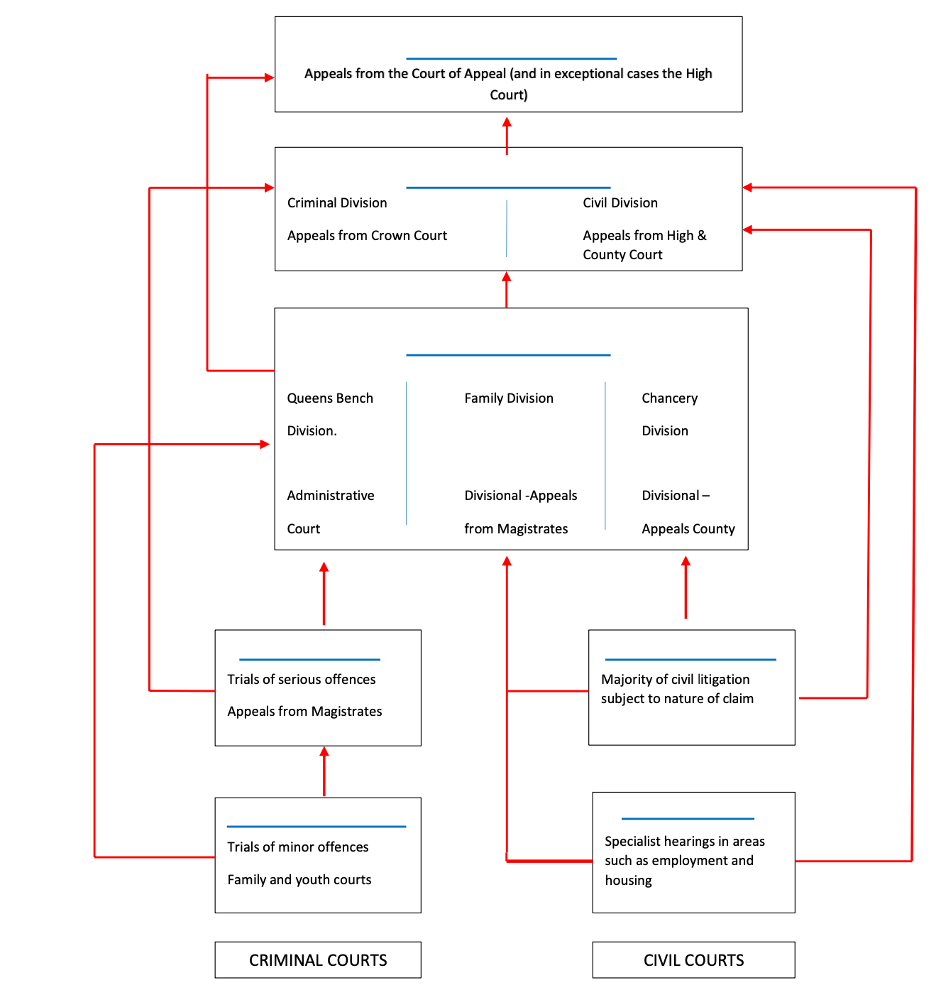 Appeals from the Court of Appeal (and in exceptional cases the High
Court)
Criminal Division
Appeals from Crown Court
Civil Division
Appeals from High &
County Court
Queens Bench
Division.
Administrative
Court
Family Division
Divisional -Appeals
from Magistrates
Chancery
Division
Divisional –
Appeals County
Trials of serious offences
Appeals from Magistrates
Majority of civil litigation
subject to nature of claim
Trials of minor offences
Family and youth courts
Specialist hearings in areas
such as employment and
housing
CRIMINAL COURTS
CIVIL COURTS